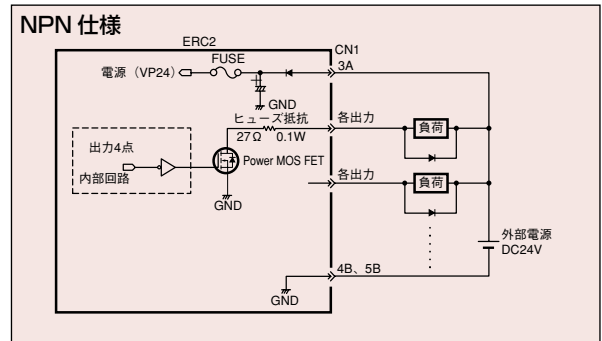 NPN 仕様
ERC2
CN1
FUSE
3A
電源（VP24）
GND
ヒューズ抵抗
27Ω 0.1W
各出力
負荷
出力4点
内部回路
Power MOS FET
GND
各出力
負荷
外部電源
DC24V
4B、5B
GND